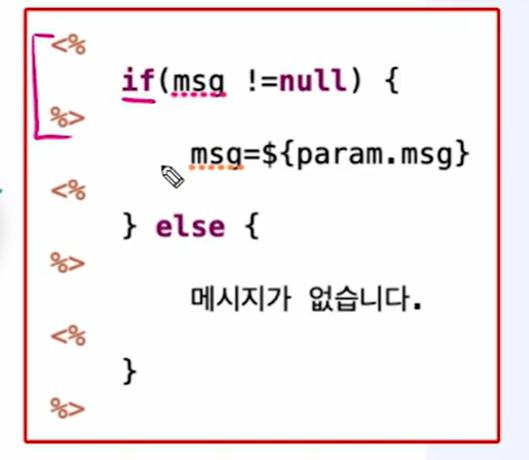 <%
if(msg !=null) {
%>
msg=${param.msg}
<%
} else {
%>
메시지가 없습니다.
<%
}
%>